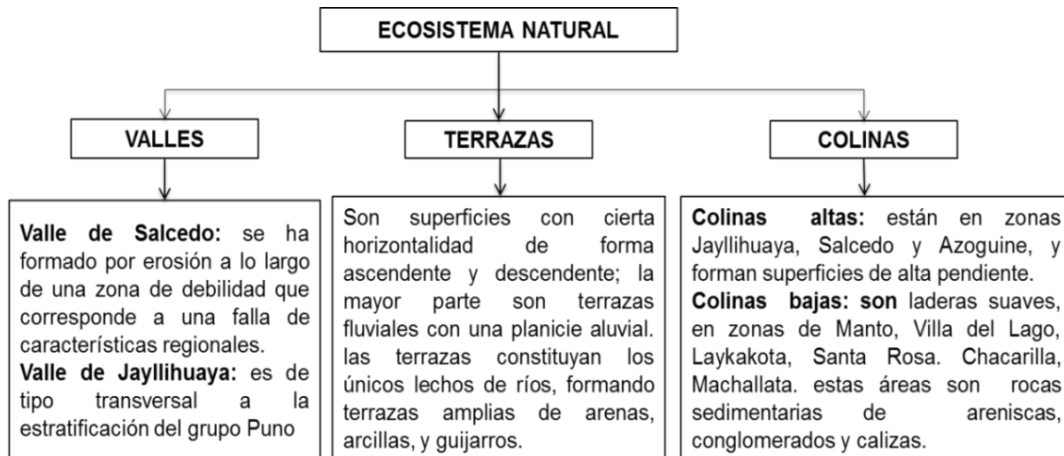 ECOSISTEMA NATURAL
VALLES
TERRAZAS
COLINAS
Valle de Salcedo: se ha
formado por erosión a lo largo
de una zona de debilidad que
corresponde a una falla de
características regionales.
Valle de Jayllihuaya: es de
tipo transversal a la
estratificación del grupo Puno
Son superficies con cierta
horizontalidad de forma
ascendente y descendente; la
mayor parte son terrazas
fluviales con una planicie aluvial.
las terrazas constituyan los
únicos lechos de ríos, formando
terrazas amplias de arenas,
arcillas, y guijarros.
Colinas altas: están en zonas
Jayllihuaya, Salcedo y Azoguine, y
forman superficies de alta pendiente.
Colinas bajas: son laderas suaves,
en zonas de Manto, Villa del Lago,
Laykakota, Santa Rosa. Chacarilla,
Machallata. estas áreas son rocas
sedimentarias de areniscas,
conglomerados y calizas.